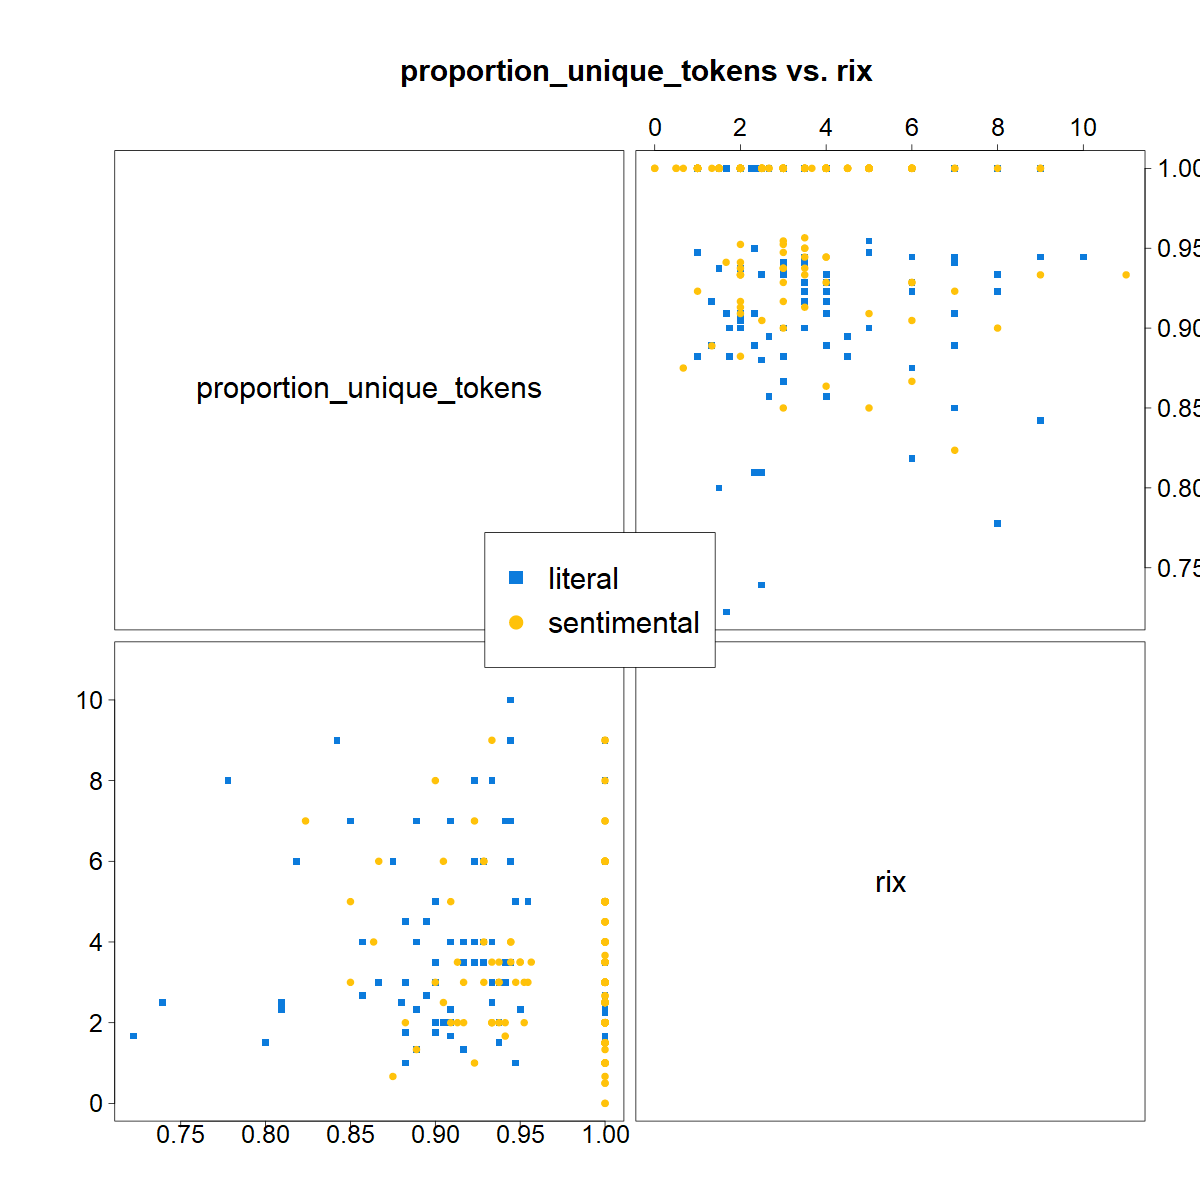 proportion_unique_tokens vs. rix
0 2 4 6 8 10
1.00
0.95
0.90
0.85
0.80
0.75
proportion_unique_tokens
literal
sentimental
10
8
6
4
2
0
rix
0.75 0.80 0.85 0.90 0.95 1.00